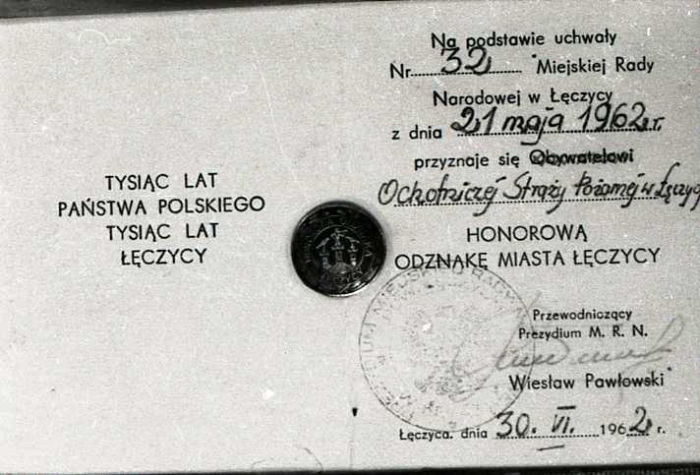 TYSIĄC LAT
PAŃSTWA POLSKIEGO
TYSIĄC LAT
ŁĘCZYCY
Na podstawie uchwały
Nr. 32 Miejskiej Rady
Narodowej w Łęczycy
z dnia 21 maja 1962 r.
przyznaje się Obywatelowi
Ochotniczej Straży Pożarnej w Łęczycy
HONOROWĄ
ODZNAKĘ MIASTA ŁĘCZYCY
Przewodniczący
Prezydium M. R. N.
Wiesław Pawłowski
Łęczyca, dnia 30. VI. 1962 r.